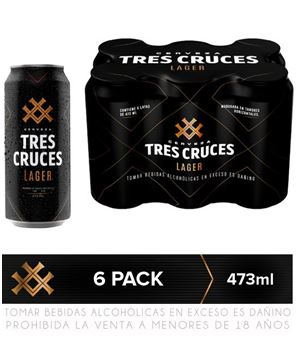 CERVEZA
TRES CRUCES
LAGER
CERVEZA
TRES CRUCES
LAGER
CONTIENE 6 LATAS
DE 473 ML
MADURADA EN TANQUES
HORIZONTALES.
TOMAR BEBIDAS ALCOHÓLICAS EN EXCESO ES DAÑINO
6 PACK
473ml
TOMAR BEBIDAS ALCOHÓLICAS EN EXCESO ES DAÑINO
PROHIBIDA LA VENTA A MENORES DE 18 AÑOS